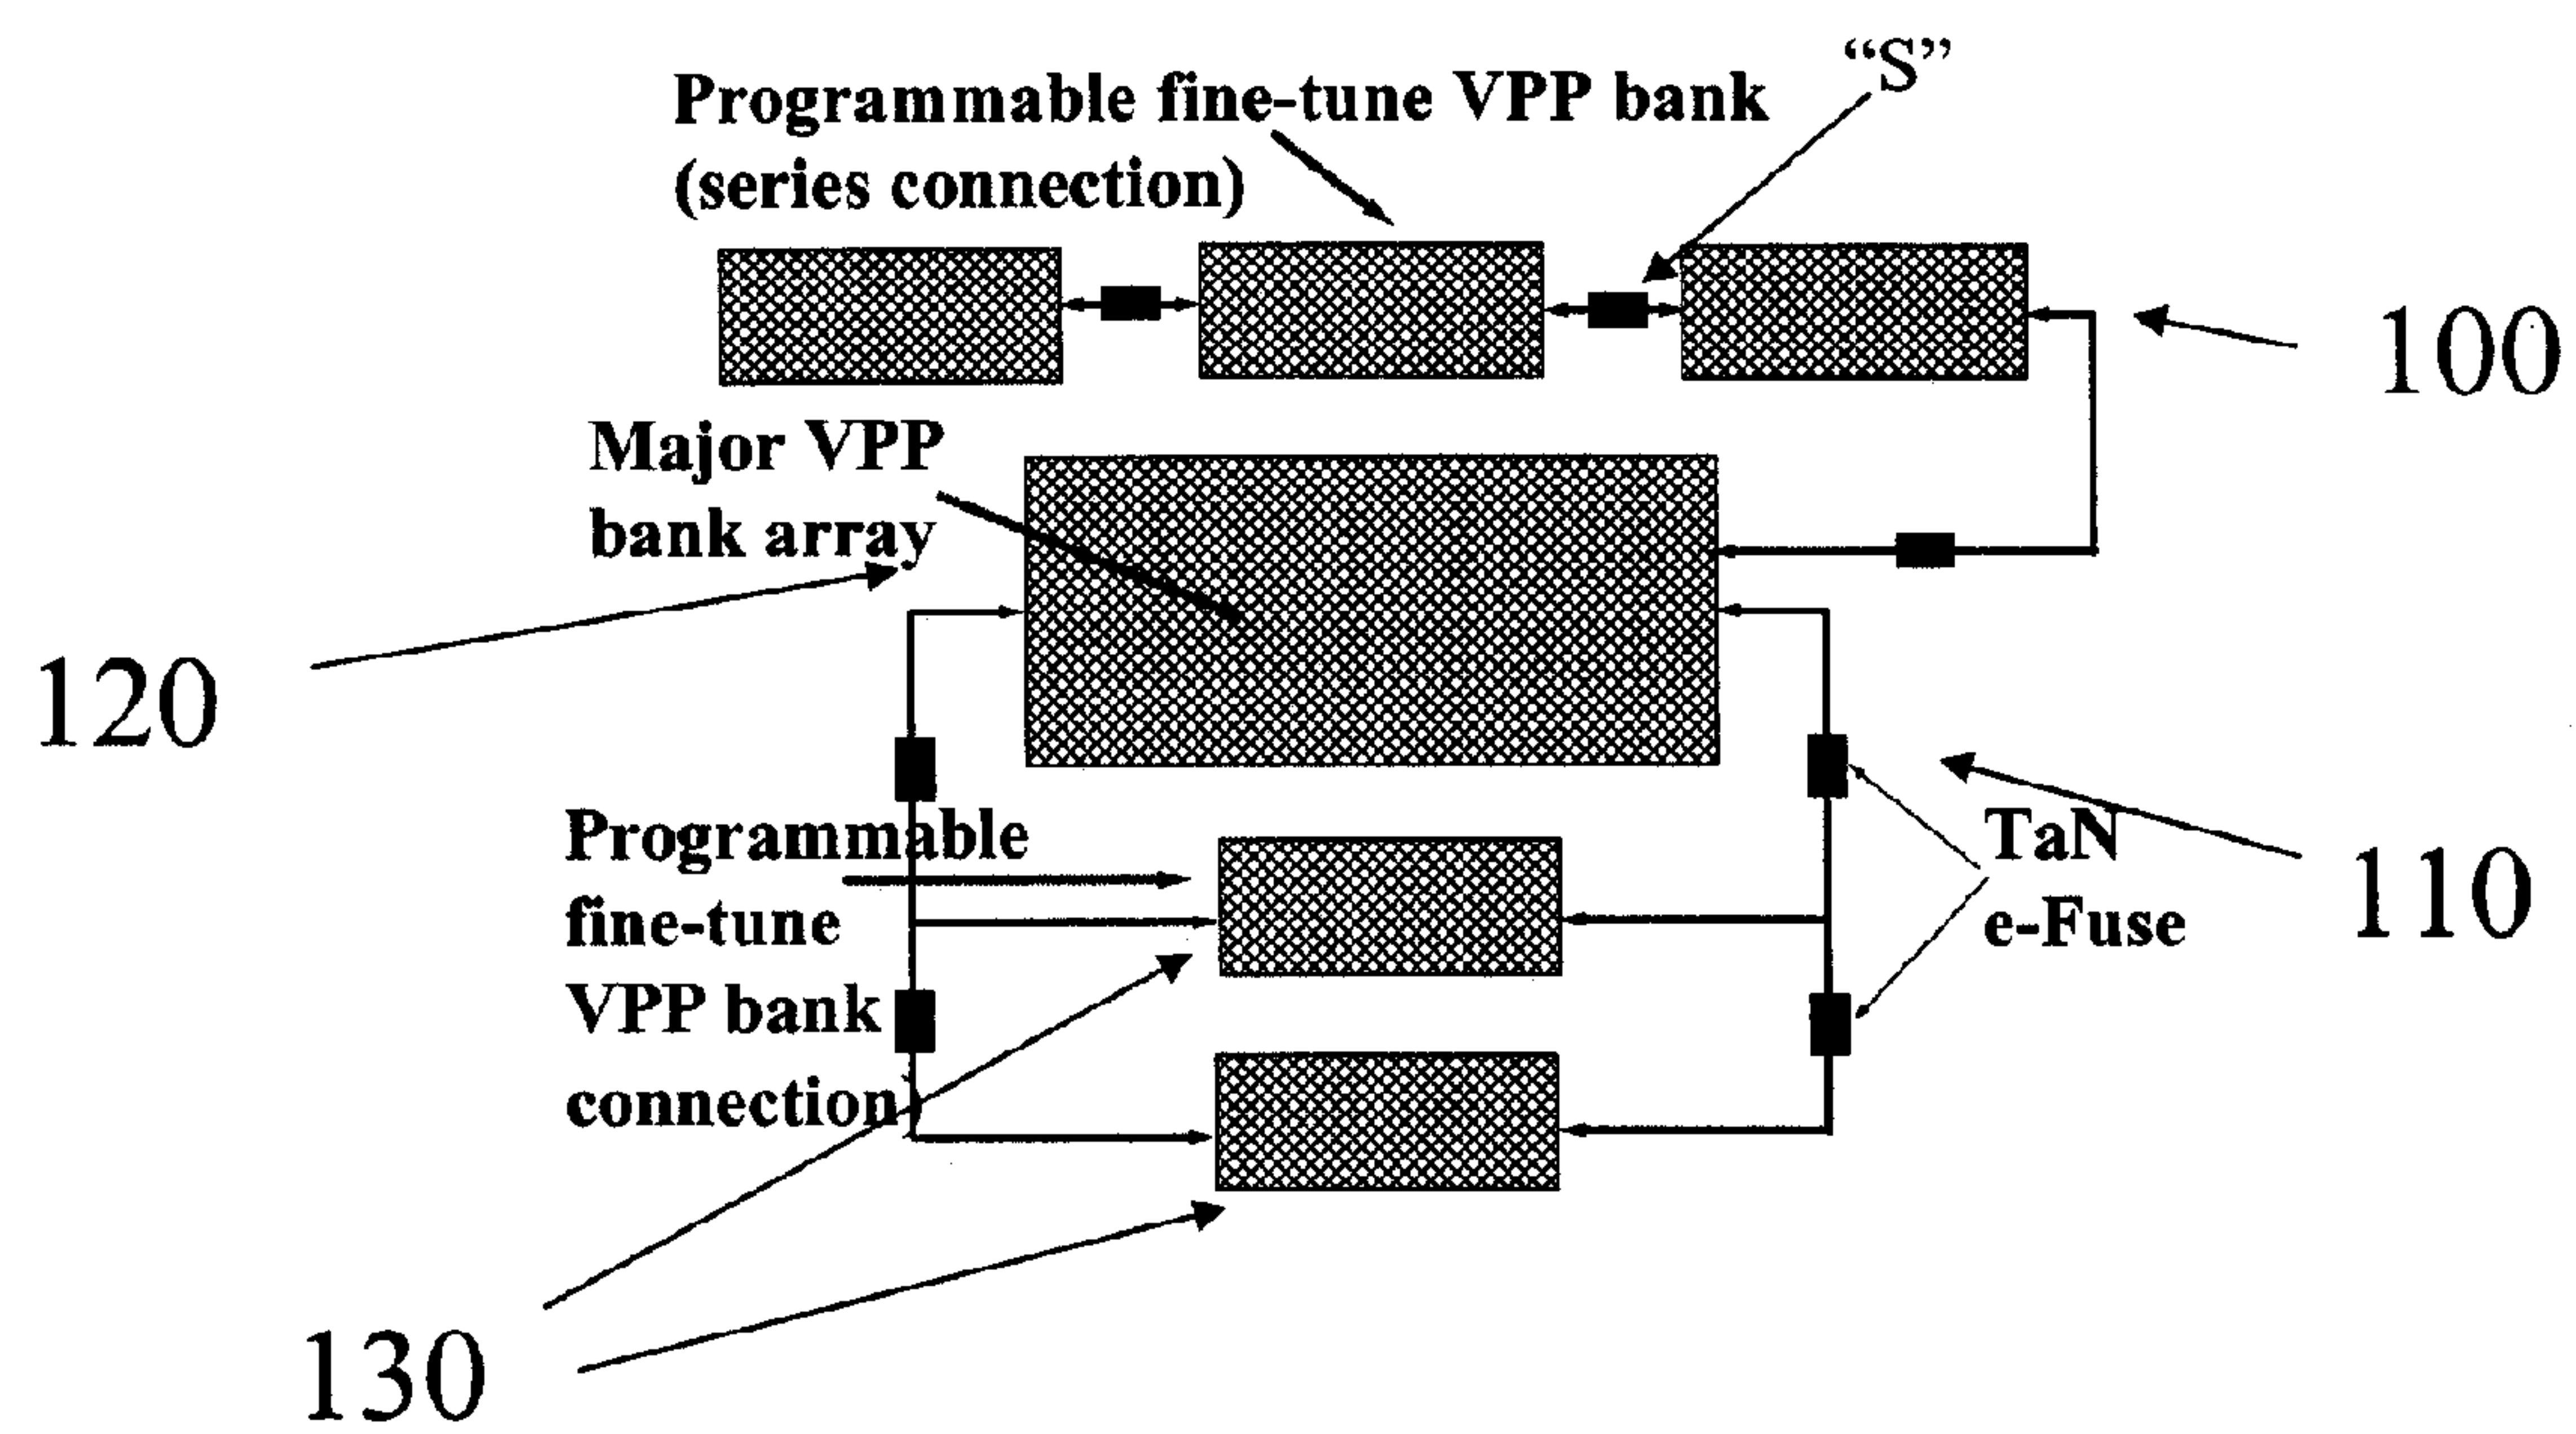 “S”
Programmable fine-tune VPP bank
(series connection)
100
Major VPP
bank array
120
Programmable
fine-tune
VPP bank
connection)
TaN
e-Fuse
110
130